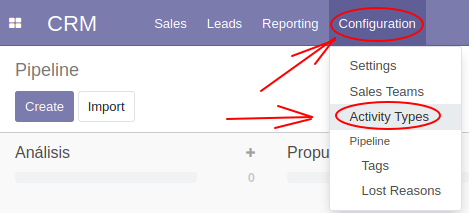 CRM Sales Leads Reporting Configuration
Pipeline
Create Import
Settings
Sales Teams
Activity Types
Pipeline
Tags
Lost Reasons
Análisis + Propu
0